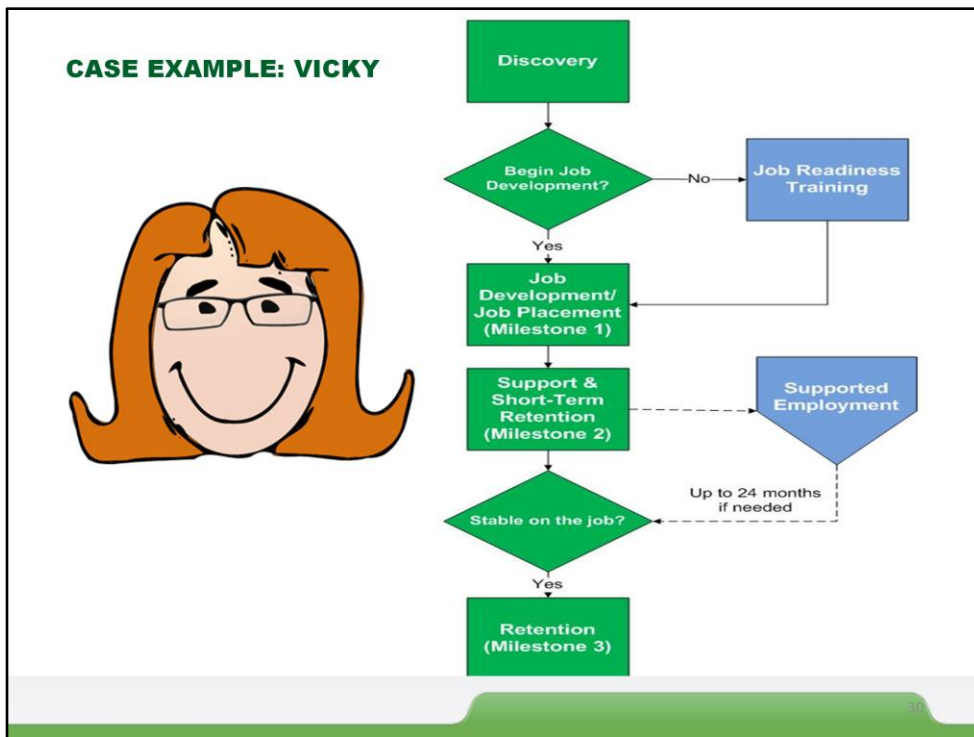 CASE EXAMPLE: VICKY
Discovery
Begin Job
Development?
No
Job Readiness
Training
Yes
Job
Development/
Job Placement
(Milestone 1)
Support &
Short-Term
Retention
(Milestone 2)
Supported
Employment
Up to 24 months
if needed
Stable on the job?
Yes
Retention
(Milestone 3)
30